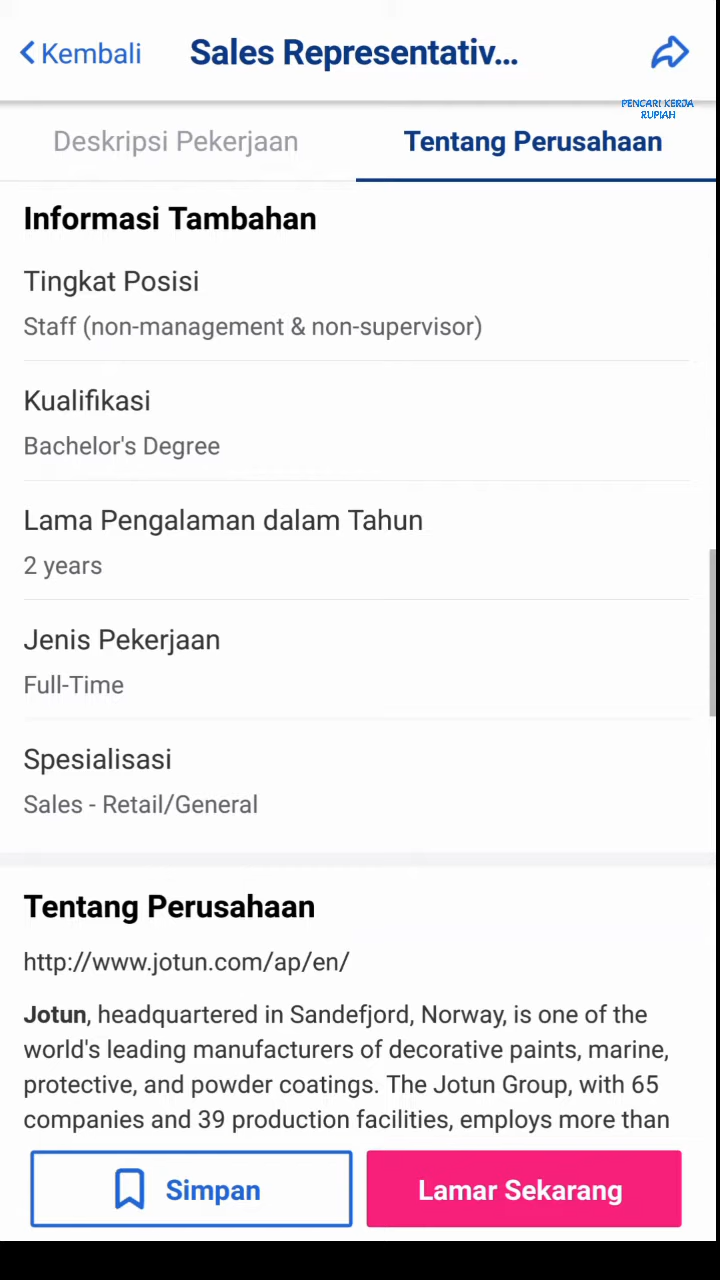 Kembali
Sales Representativ...
PENCARI KERJA
RUPIAH
Deskripsi Pekerjaan
Tentang Perusahaan
Informasi Tambahan
Tingkat Posisi
Staff (non-management & non-supervisor)
Kualifikasi
Bachelor's Degree
Lama Pengalaman dalam Tahun
2 years
Jenis Pekerjaan
Full-Time
Spesialisasi
Sales - Retail/General
Tentang Perusahaan
http://www.jotun.com/ap/en/
Jotun, headquartered in Sandefjord, Norway, is one of the
world's leading manufacturers of decorative paints, marine,
protective, and powder coatings. The Jotun Group, with 65
companies and 39 production facilities, employs more than
Simpan
Lamar Sekarang